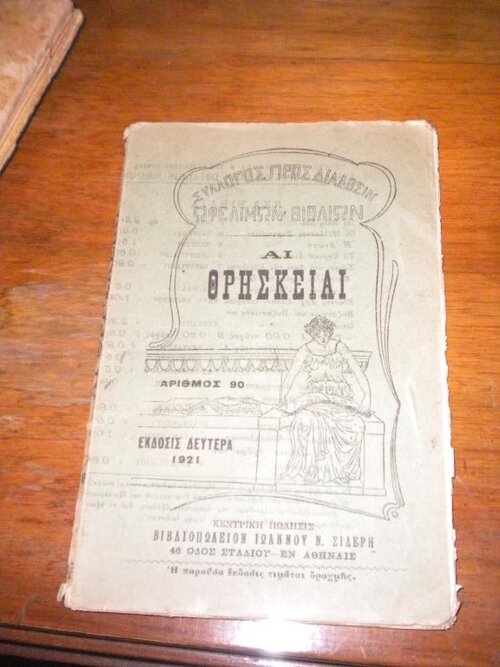 ΣΥΛΛΟΓΟΣ ΠΡΟΣ ΔΙΑΔΟΣΙΝ
ΩΦΕΛΙΜΩΝ ΒΙΒΛΙΩΝ
ΑΙ
ΘΡΗΣΚΕΙΑΙ
ΑΡΙΘΜΟΣ 90
ΕΚΔΟΣΙΣ ΔΕΥΤΕΡΑ
1921
ΚΕΝΤΡΙΚΗ ΠΩΛΗΣΙΣ
ΒΙΒΛΙΟΠΩΛΕΙΟΝ ΙΩΑΝΝΟΥ Ν. ΣΙΔΕΡΗ
46 ΟΔΟΣ ΣΤΑΔΙΟΥ - ΕΝ ΑΘΗΝΑΙΣ
Ἡ παροῦσα ἔκδοσις τιμᾶται δραχμῆς.